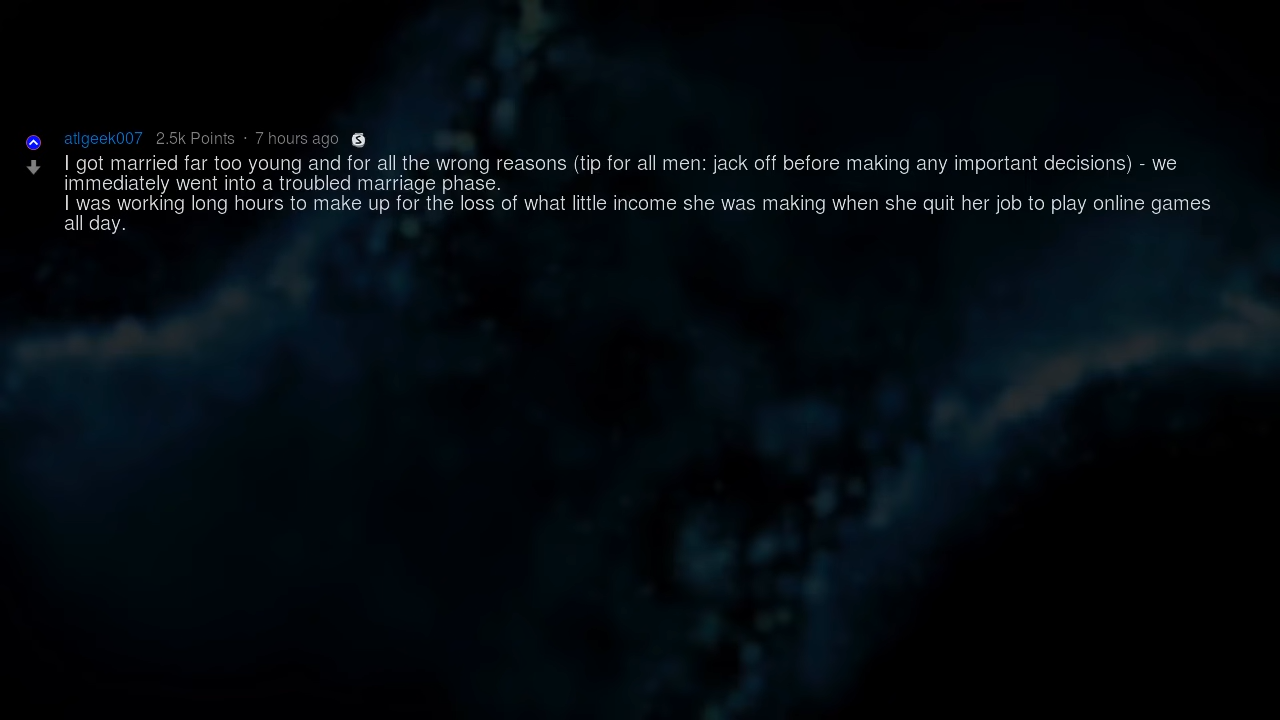 atlgeek007 2.5k Points · 7 hours ago S
I got married far too young and for all the wrong reasons (tip for all men: jack off before making any important decisions) - we
immediately went into a troubled marriage phase.
I was working long hours to make up for the loss of what little income she was making when she quit her job to play online games
all day.